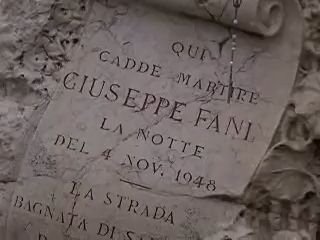 QUI
CADDE MARTIRE
GIUSEPPE FANI
LA NOTTE
DEL 4 NOV. 1948
LA STRADA
BAGNATA DI